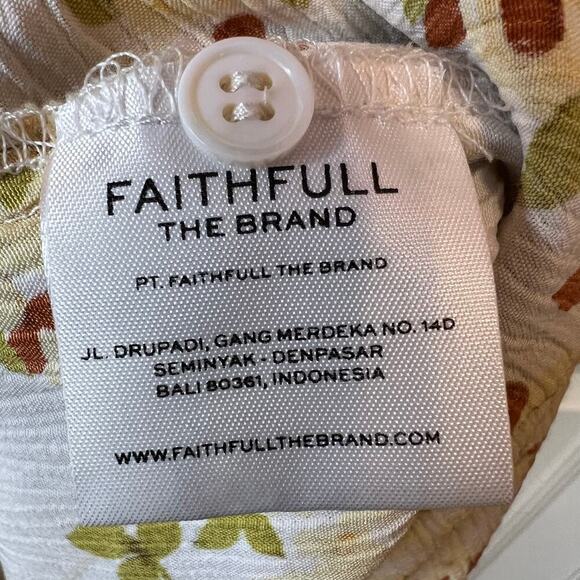 FAITHFULL
THE BRAND
PT. FAITHFULL THE BRAND
JL. DRUPADI, GANG MERDEKA NO. 14D
SEMINYAK - DENPASAR
BALI 80361, INDONESIA
WWW.FAITHFULLTHEBRAND.COM